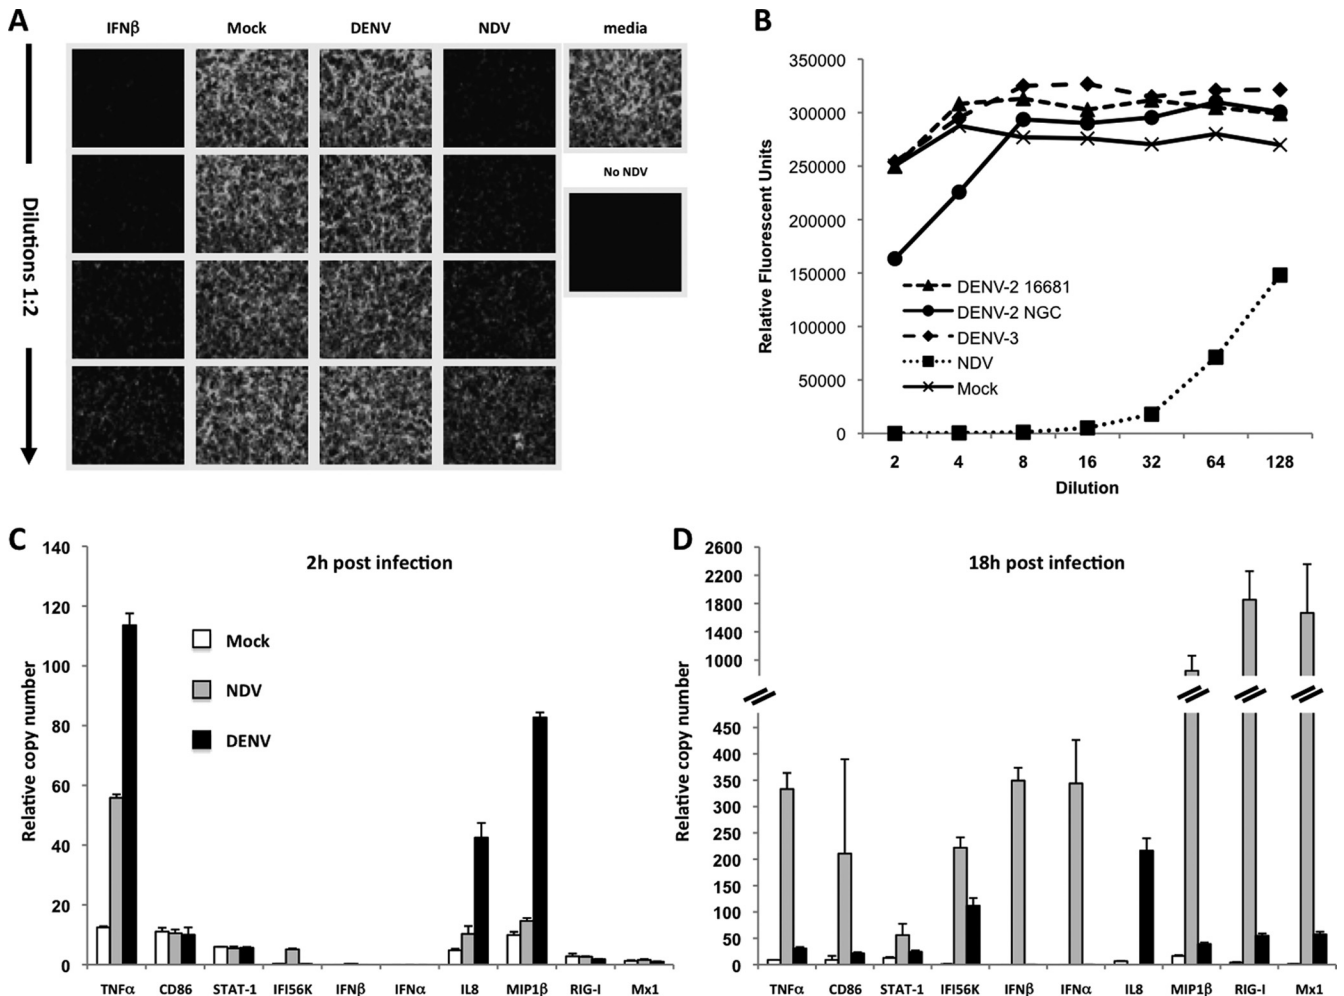 A
IFNβ
Mock
DENV
NDV
media
No NDV
Dilutions 1:2
B
350000
300000
250000
200000
150000
100000
50000
0
Relative Fluorescent Units
DENV-2 16681
DENV-2 NGC
DENV-3
NDV
Mock
2 4 8 16 32 64 128
Dilution
C
2h post infection
140
120
100
80
60
40
20
0
Relative copy number
Mock
NDV
DENV
TNFα CD86 STAT-1 IFI56K IFNβ IFNα IL8 MIP1β RIG-I Mx1
D
18h post infection
2600
2200
1800
1400
1000
450
400
350
300
250
200
150
100
50
0
Relative copy number
TNFα CD86 STAT-1 IFI56K IFNβ IFNα IL8 MIP1β RIG-I Mx1